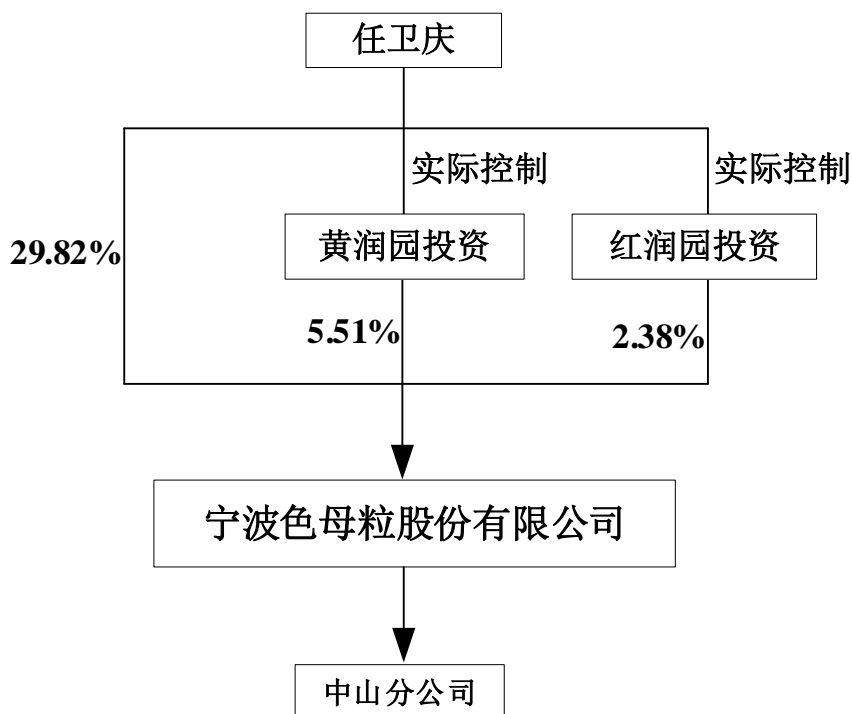 任卫庆
实际控制
实际控制
29.82%
黄润园投资
红润园投资
5.51%
2.38%
宁波色母粒股份有限公司
中山分公司